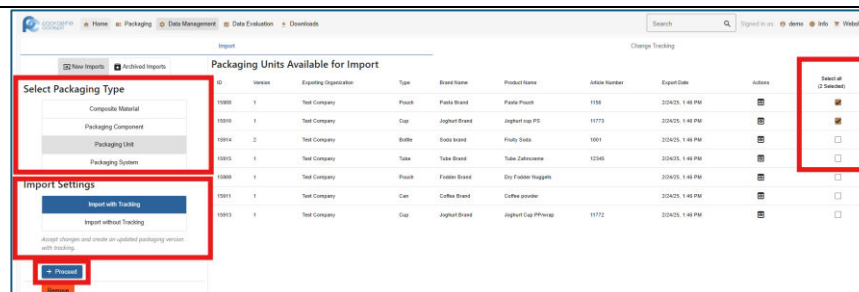 Home Packaging Data Management Data Evaluation Downloads Search Signed in as: demo Info
Import Change Tracking
New Imports Archived Imports
Packaging Units Available for Import
Select Packaging Type
Composite Material
Packaging Component
Packaging Unit
Packaging System
Import Settings
Import with Tracking
Import without Tracking
Accept changes and create an updated packaging version
with tracking.
+ Proceed
Remove
ID Version Exporting Organization Type Brand Name Product Name Article Number Export Date Actions Select all
(2 Selected)
1 Test Company Pouch Pasta Brand Pasta Pouch 1158 2/24/25, 1:46 PM
15910 1 Test Company Cup Joghurt Brand Joghurt cup PS 11773 2/24/25, 1:46 PM
15914 2 Test Company Bottle Soda brand Fruity Soda 1001 2/24/25, 1:46 PM
15915 1 Test Company Tube Tube Brand Tube Zahncreme 12345 2/24/25, 1:46 PM
15909 1 Test Company Pouch Fodder Brand Dry Fodder Nuggets 2/24/25, 1:46 PM
15911 1 Test Company Can Coffee Brand Coffee powder 2/24/25, 1:46 PM
15913 1 Test Company Cup Joghurt Brand Joghurt Cup PP/wrap 11772 2/24/25, 1:46 PM